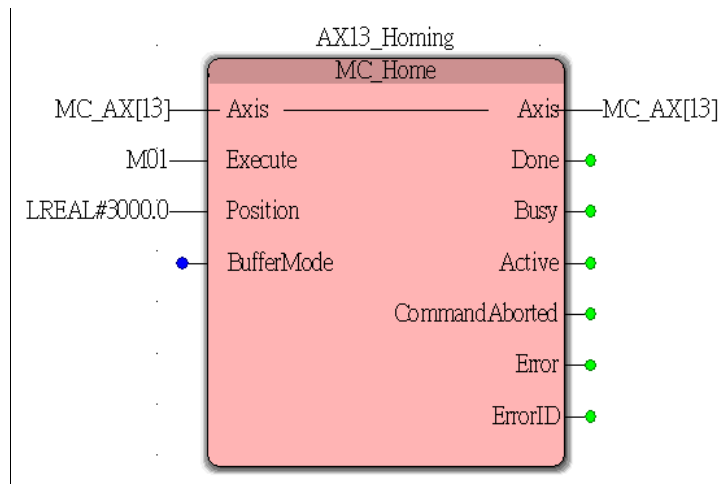 AX13_Homing
MC_Home
MC_AX[13] Axis Axis MC_AX[13]
M01 Execute Done
LREAL#3000.0 Position Busy
BufferMode Active
CommandAborted
Error
ErrorID